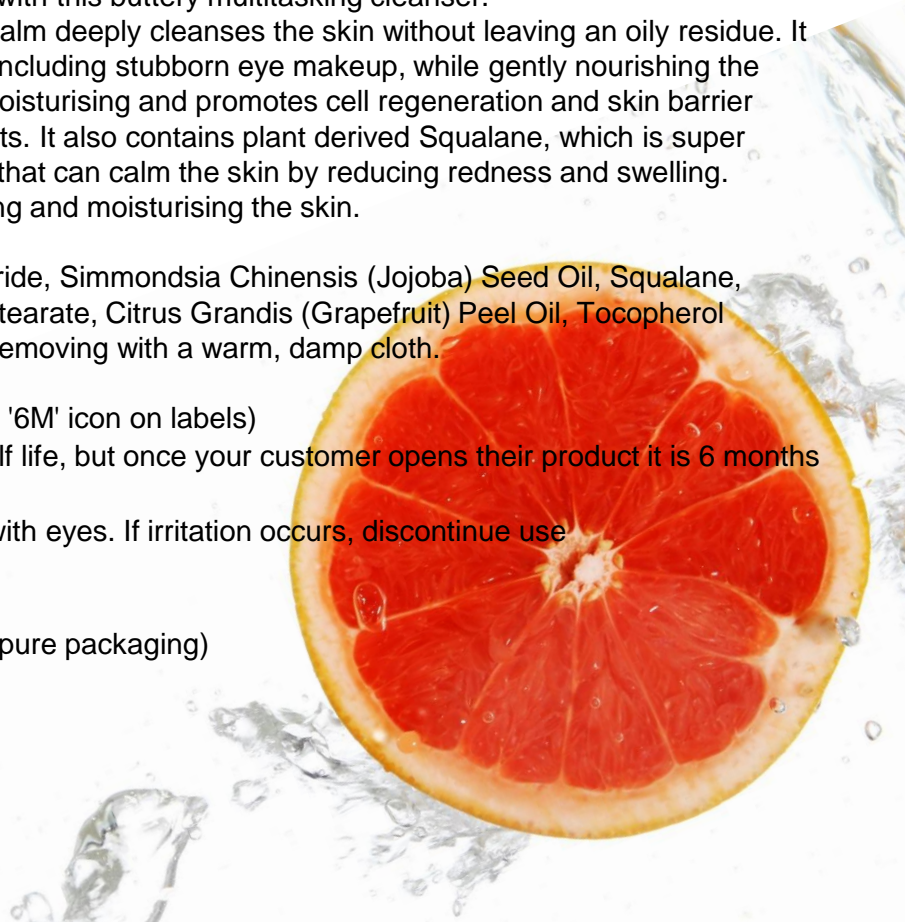 with this buttery multitasking cleanser.
alm deeply cleanses the skin without leaving an oily residue. It
ncluding stubborn eye makeup, while gently nourishing the
oisturising and promotes cell regeneration and skin barrier
ts. It also contains plant derived Squalane, which is super
that can calm the skin by reducing redness and swelling.
ng and moisturising the skin.
ride, Simmondsia Chinensis (Jojoba) Seed Oil, Squalane,
tearate, Citrus Grandis (Grapefruit) Peel Oil, Tocopherol
emoving with a warm, damp cloth.
'6M' icon on labels)
lf life, but once your customer opens their product it is 6 months
with eyes. If irritation occurs, discontinue use
pure packaging)